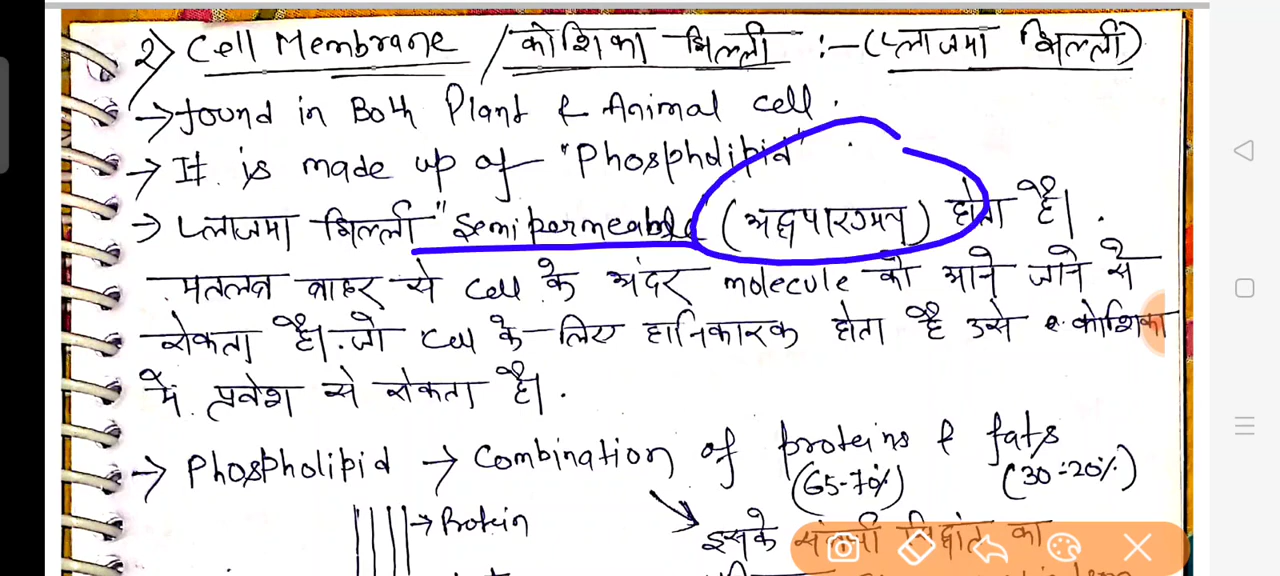 2) Cell Membrane / कोशिका झिल्ली :- (प्लाजमा झिल्ली)
→ found in Both Plant & Animal cell.
→ It is made up of "Phospholipid"
→ प्लाजमा झिल्ली "Semipermeable" (अर्द्धपारगम्य) होता है।
मतलब बाहर से cell के अंदर molecule को आने जाने से
रोकता है। जो cell के लिए हानिकारक होता है उसे कोशिका
में प्रवेश से रोकता है।
→ Phospholipid → Combination of proteins & fats
(65-70%) (30-20%)
→ Protein
इसके सिद्धांत का